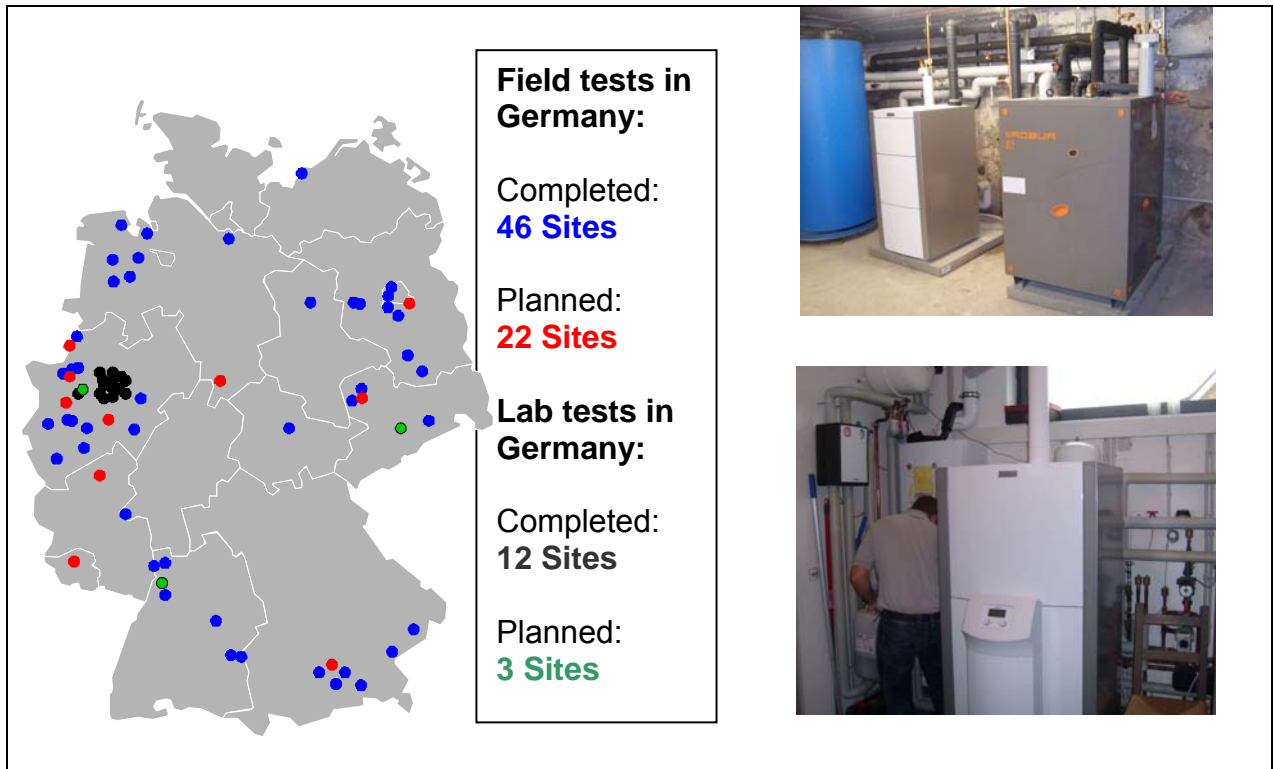 Field tests in
Germany:
Completed:
46 Sites
Planned:
22 Sites
Lab tests in
Germany:
Completed:
12 Sites
Planned:
3 Sites
ROBUR